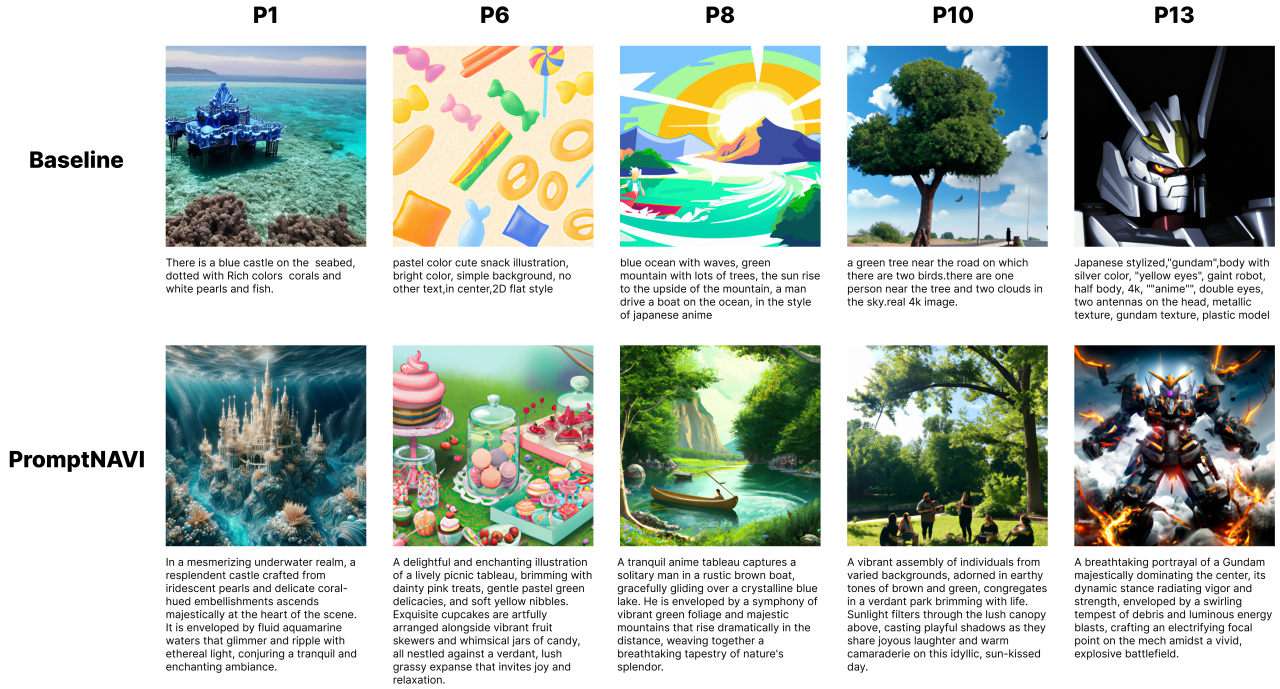 P1
P6
P8
P10
P13
Baseline
There is a blue castle on the seabed,
dotted with Rich colors corals and
white pearls and fish.
pastel color cute snack illustration,
bright color, simple background, no
other text,in center,2D flat style
blue ocean with waves, green
mountain with lots of trees, the sun rise
to the upside of the mountain, a man
drive a boat on the ocean, in the style
of japanese anime
a green tree near the road on which
there are two birds.there are one
person near the tree and two clouds in
the sky.real 4k image.
Japanese stylized,"gundam",body with
silver color, "yellow eyes", gaint robot,
half body, 4k, ""anime"", double eyes,
two antennas on the head, metallic
texture, gundam texture, plastic model
PromptNAVI
In a mesmerizing underwater realm, a
resplendent castle crafted from
iridescent pearls and delicate coral-
hued embellishments ascends
majestically at the heart of the scene.
It is enveloped by fluid aquamarine
waters that glimmer and ripple with
ethereal light, conjuring a tranquil and
enchanting ambiance.
A delightful and enchanting illustration
of a lively picnic tableau, brimming with
dainty pink treats, gentle pastel green
delicacies, and soft yellow nibbles.
Exquisite cupcakes are artfully
arranged alongside vibrant fruit
skewers and whimsical jars of candy,
all nestled against a verdant, lush
grassy expanse that invites joy and
relaxation.
A tranquil anime tableau captures a
solitary man in a rustic brown boat,
gracefully gliding over a crystalline blue
lake. He is enveloped by a symphony of
vibrant green foliage and majestic
mountains that rise dramatically in the
distance, weaving together a
breathtaking tapestry of nature's
splendor.
A vibrant assembly of individuals from
varied backgrounds, adorned in earthy
tones of brown and green, congregates
in a verdant park brimming with life.
Sunlight filters through the lush canopy
above, casting playful shadows as they
share joyous laughter and warm
camaraderie on this idyllic, sun-kissed
day.
A breathtaking portrayal of a Gundam
majestically dominating the center, its
dynamic stance radiating vigor and
strength, enveloped by a swirling
tempest of debris and luminous energy
blasts, crafting an electrifying focal
point on the mech amidst a vivid,
explosive battlefield.